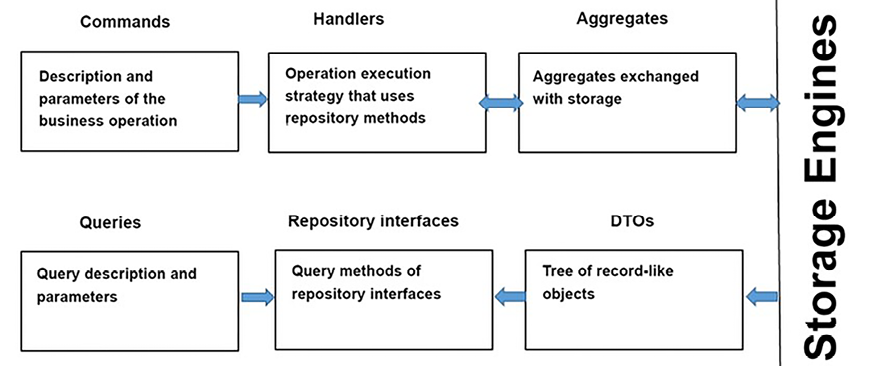 Commands
Handlers
Aggregates
Description and
parameters of the
business operation
Operation execution
strategy that uses
repository methods
Aggregates exchanged
with storage
Queries
Repository interfaces
DTOs
Query description and
parameters
Query methods of
repository interfaces
Tree of record-like
objects
Storage Engines